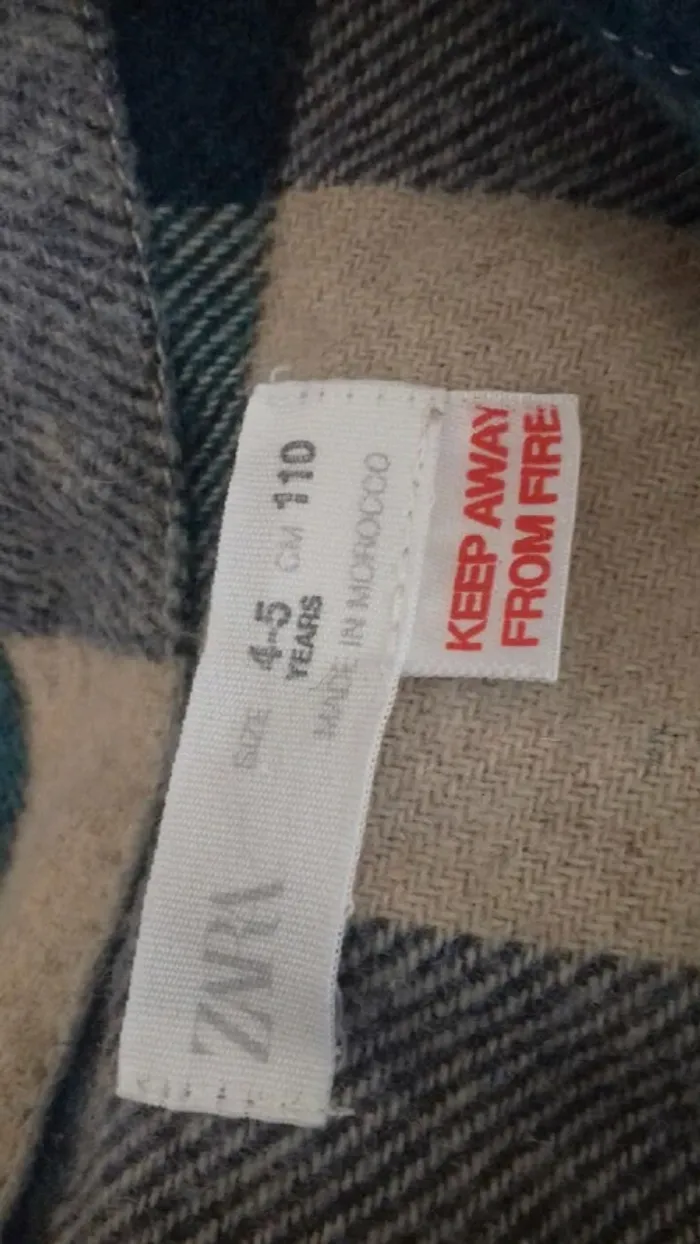 ZARA
SIZE 4-5 CM 110
YEARS
MADE IN MOROCCO
KEEP AWAY
FROM FIRE